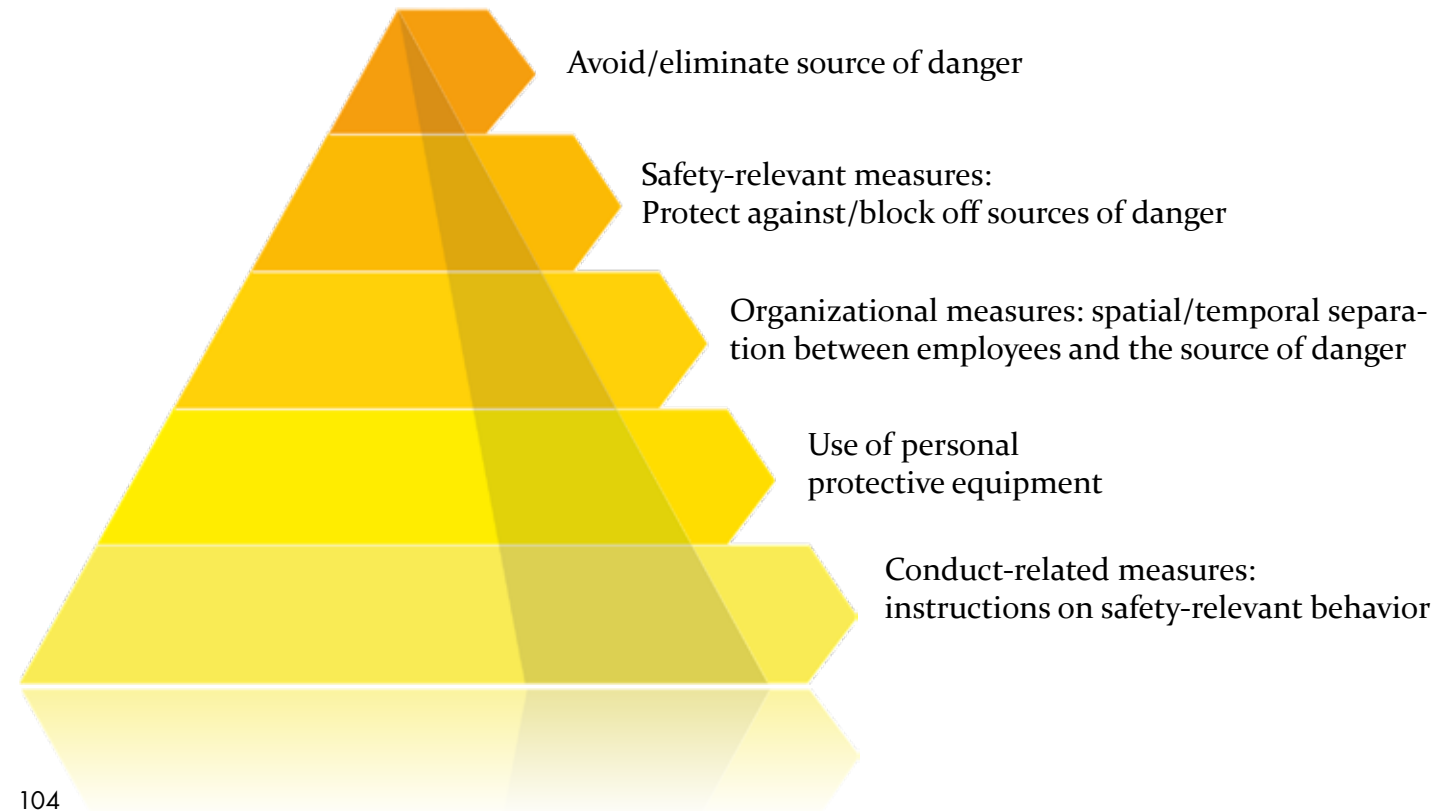 Avoid/eliminate source of danger
Safety-relevant measures:
Protect against/block off sources of danger
Organizational measures: spatial/temporal separa-
tion between employees and the source of danger
Use of personal
protective equipment
Conduct-related measures:
instructions on safety-relevant behavior
104